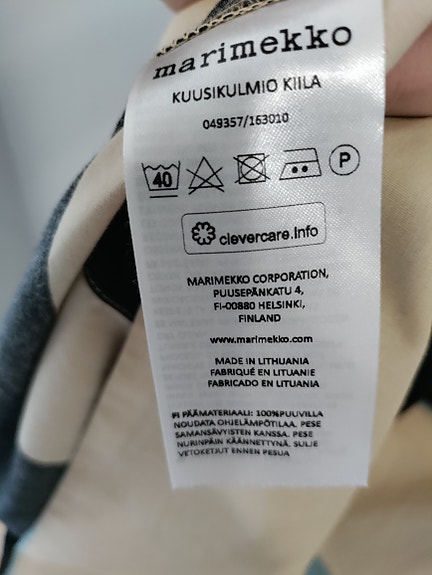 marimekko
KUUSIKULMIO KIILA
049357/163010
40
P
clevercare.info
MARIMEKKO CORPORATION,
PUUSEPÄNKATU 4,
FI-00880 HELSINKI,
FINLAND
www.marimekko.com
MADE IN LITHUANIA
FABRIQUÉ EN LITUANIE
FABRICADO EN LITUANIA
FI PÄÄMATERIAALI: 100%PUUVILLA
NOUDATA OHJELÄMPÖTILAA. PESE
SAMANSÄVYISTEN KANSSA. PESE
NURINPÄIN KÄÄNNETTYNÄ. SULJE
VETOKETJUT ENNEN PESUA